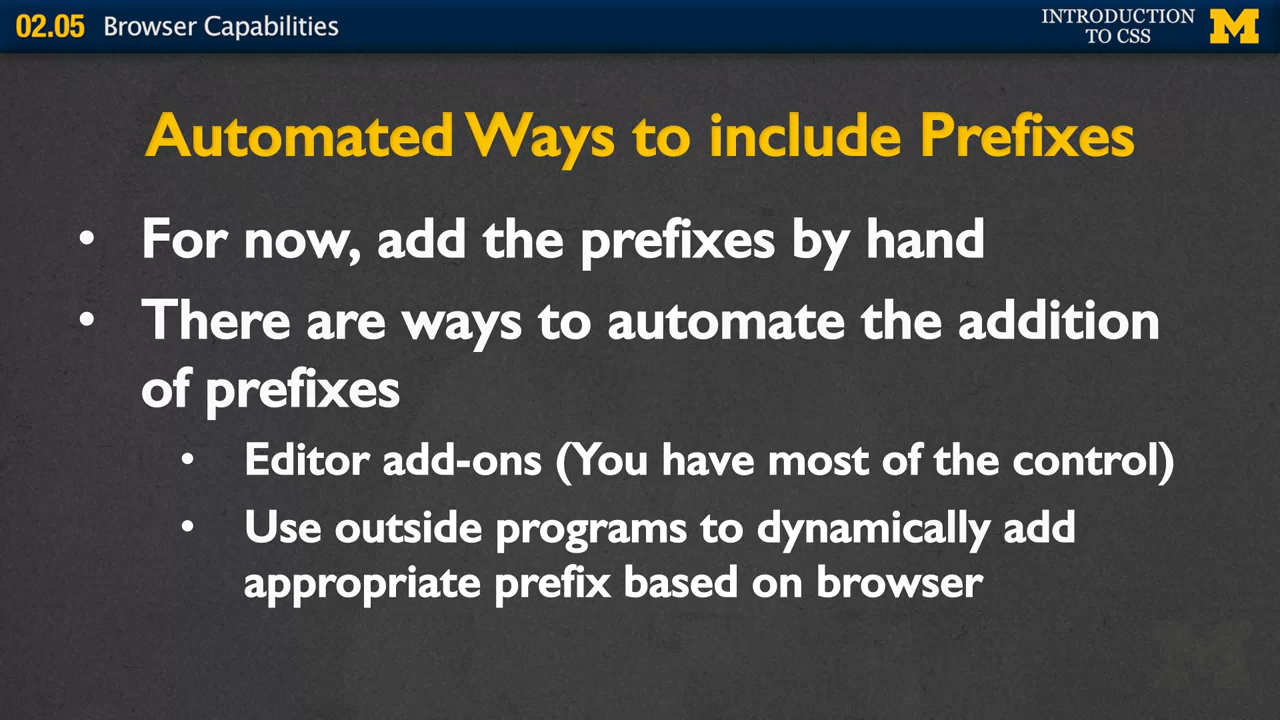 02.05 Browser Capabilities
INTRODUCTION
TO CSS
M
Automated Ways to include Prefixes
• For now, add the prefixes by hand
• There are ways to automate the addition
of prefixes
• Editor add-ons (You have most of the control)
• Use outside programs to dynamically add
appropriate prefix based on browser
M